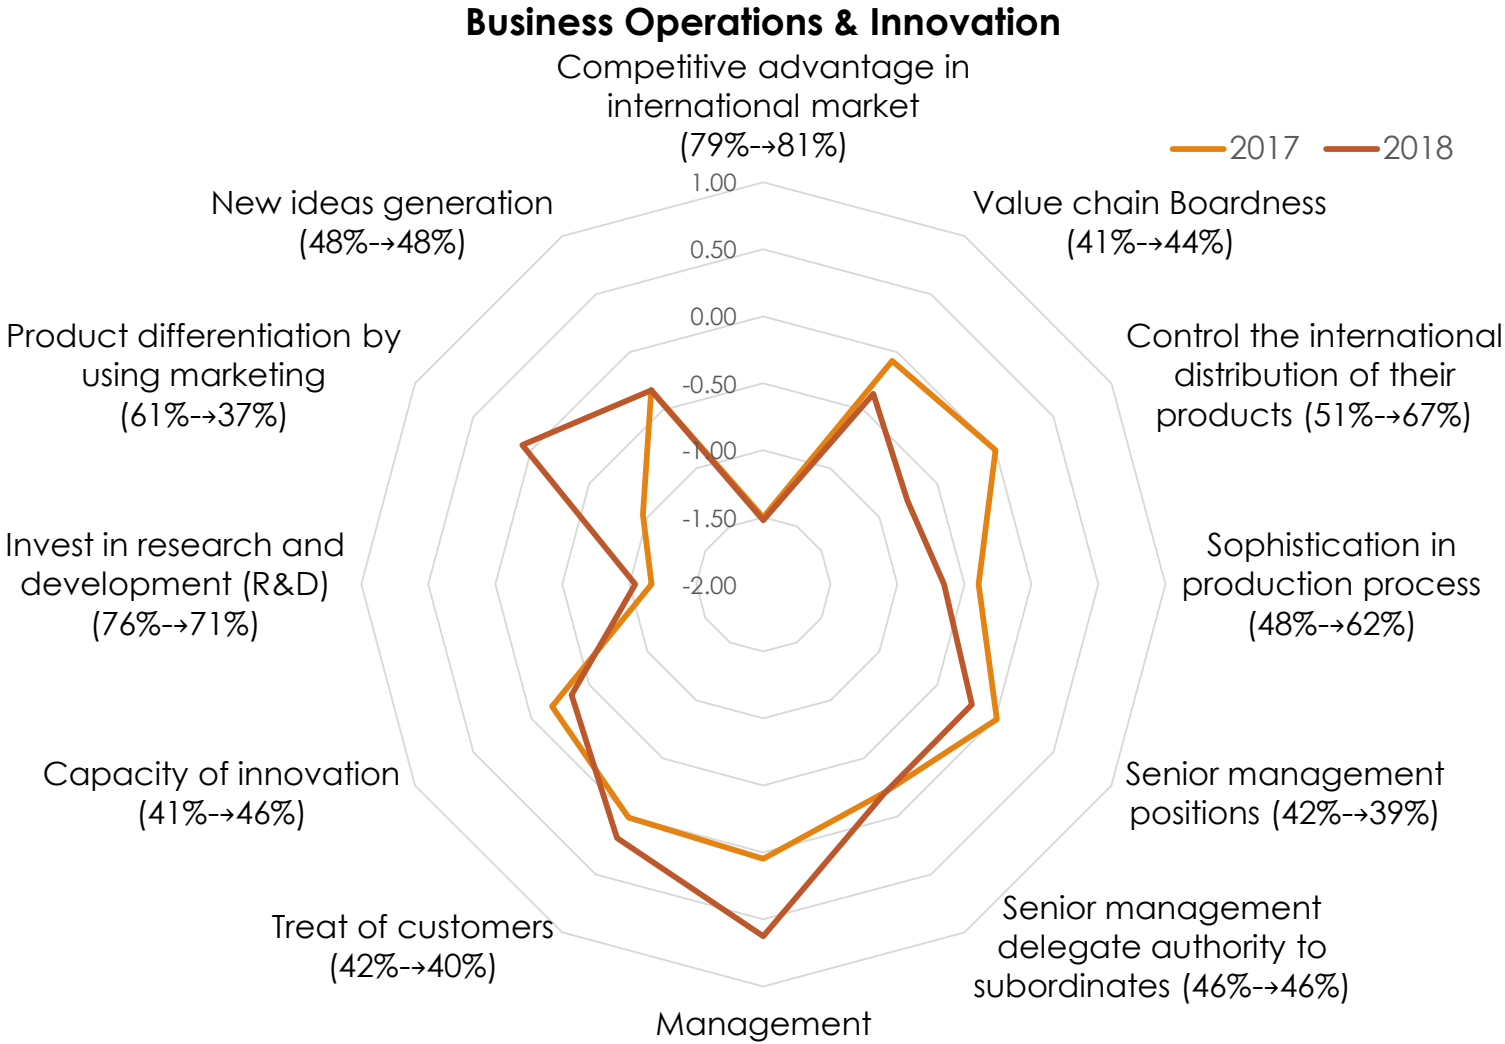 Business Operations & Innovation
Competitive advantage in
international market
(79%-→81%)
2017
2018
1.00
0.50
0.00
-0.50
-1.00
-1.50
-2.00
Value chain Boardness
(41%-→44%)
Control the international
distribution of their
products (51%-→67%)
Sophistication in
production process
(48%-→62%)
Senior management
positions (42%-→39%)
Senior management
delegate authority to
subordinates (46%-→46%)
Management
Treat of customers
(42%-→40%)
Capacity of innovation
(41%-→46%)
Invest in research and
development (R&D)
(76%-→71%)
Product differentiation by
using marketing
(61%-→37%)
New ideas generation
(48%-→48%)